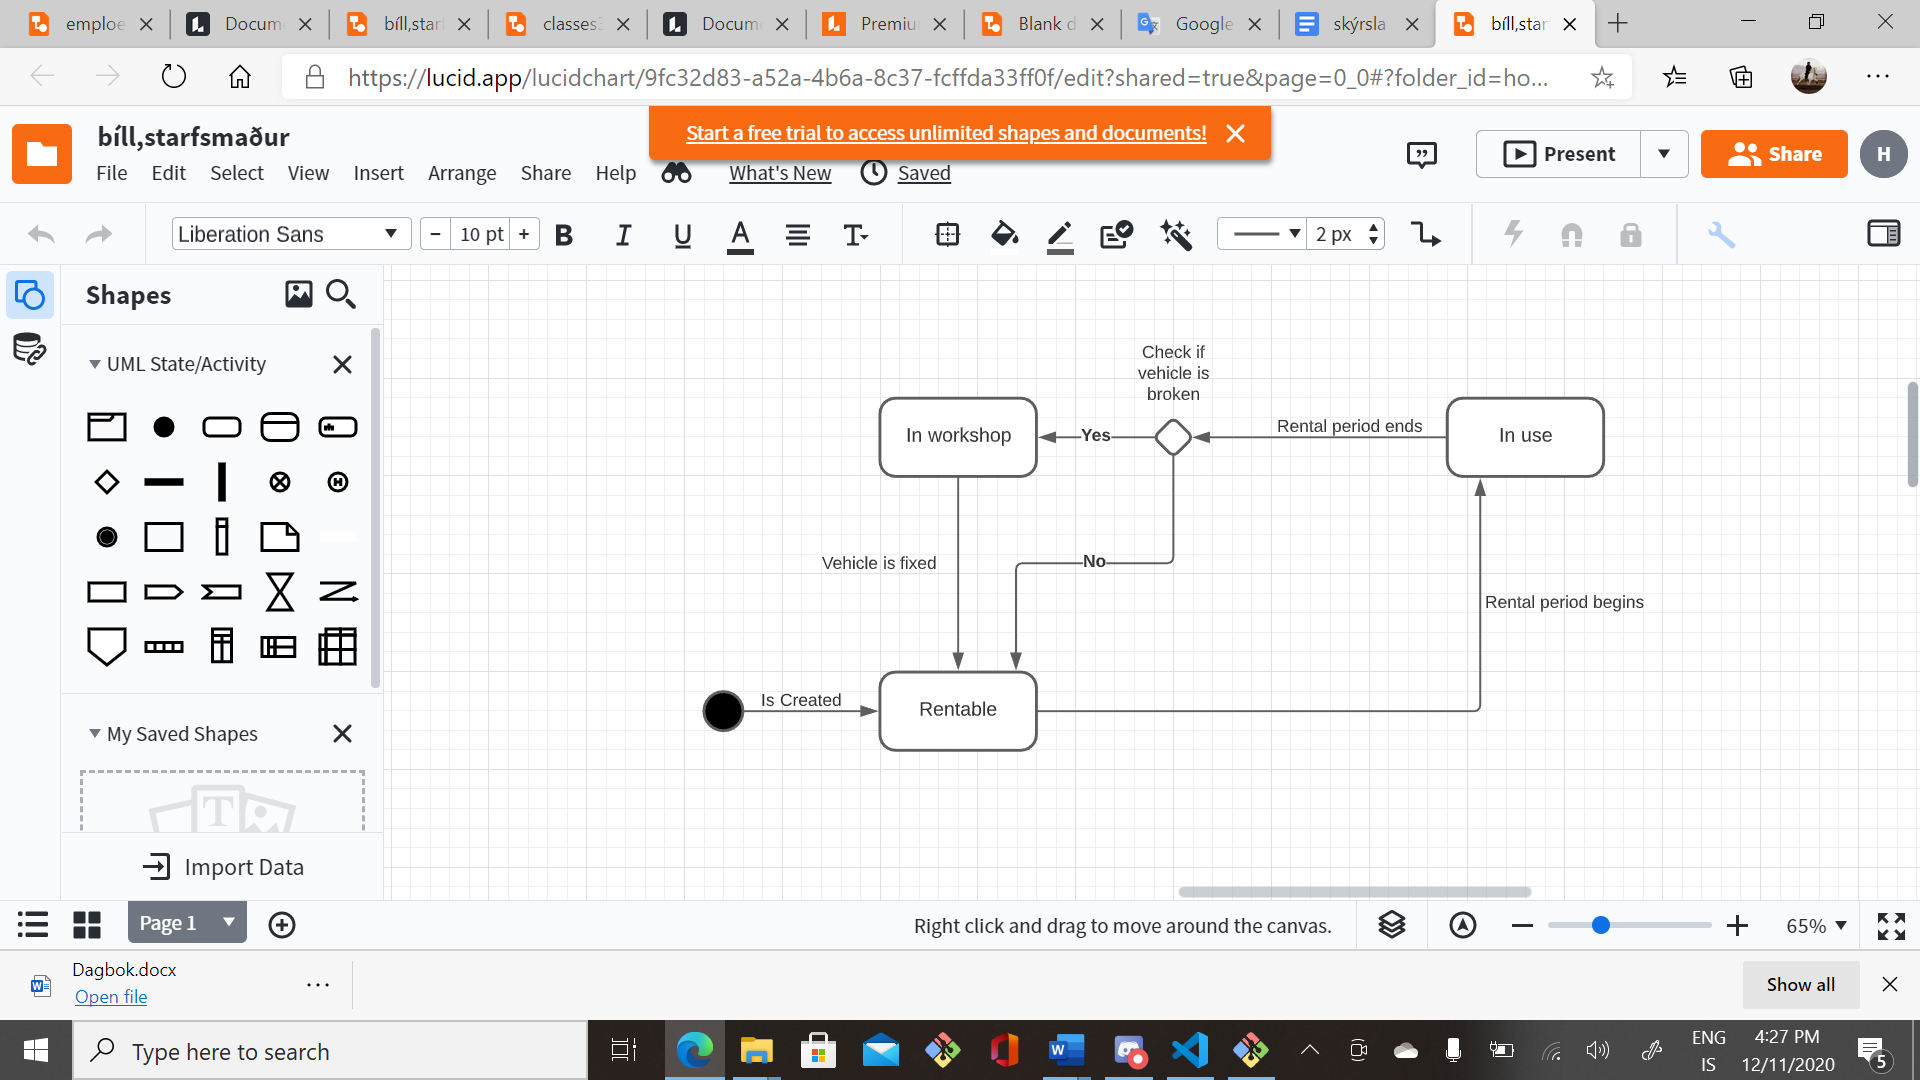 emploe
Docum
bíll,star
classes
Docum
Premiu
Blank d
Google
skýrsla
bíll,star
https://lucid.app/lucidchart/9fc32d83-a52a-4b6a-8c37-fcffda33ff0f/edit?shared=true&page=0_0#?folder_id=ho...
bíll,starfsmaður
Start a free trial to access unlimited shapes and documents!
File Edit Select View Insert Arrange Share Help What's New Saved
Present
Share
H
Liberation Sans
- 10 pt +
B I U A T
2 px
Shapes
UML State/Activity
My Saved Shapes
T
Import Data
Check if
vehicle is
broken
In workshop
Yes
Rental period ends
In use
Vehicle is fixed
No
Rental period begins
Is Created
Rentable
Page 1
Right click and drag to move around the canvas.
65%
Dagbok.docx
Open file
Show all
Type here to search
ENG
IS
4:27 PM
12/11/2020
5